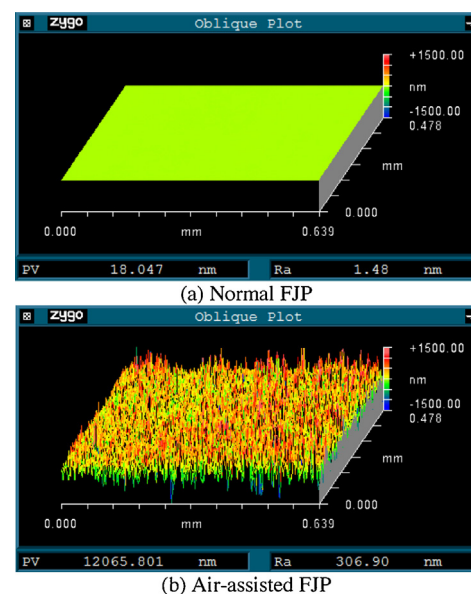 zygo Oblique Plot
+1500.00
nm
-1500.00
0.478
mm
0.000
0.000 mm 0.639
PV 18.047 nm Ra 1.48 nm
(a) Normal FJP
zygo Oblique Plot
+1500.00
nm
-1500.00
0.478
mm
0.000
0.000 mm 0.639
PV 12065.801 nm Ra 306.90 nm
(b) Air-assisted FJP